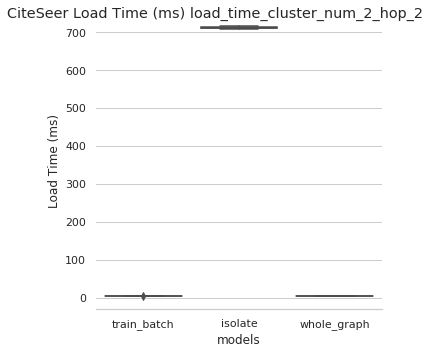 CiteSeer Load Time (ms) load_time_cluster_num_2_hop_2
700
600
500
400
300
200
100
0
Load Time (ms)
train_batch isolate whole_graph
models